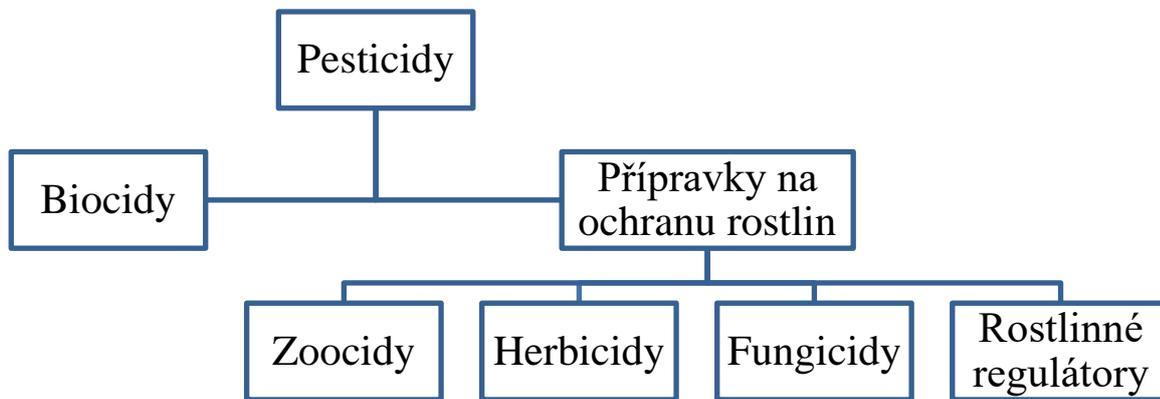 Pesticidy
Biocidy
Přípravky na
ochranu rostlin
Zoocidy
Herbicidy
Fungicidy
Rostlinné
regulátory